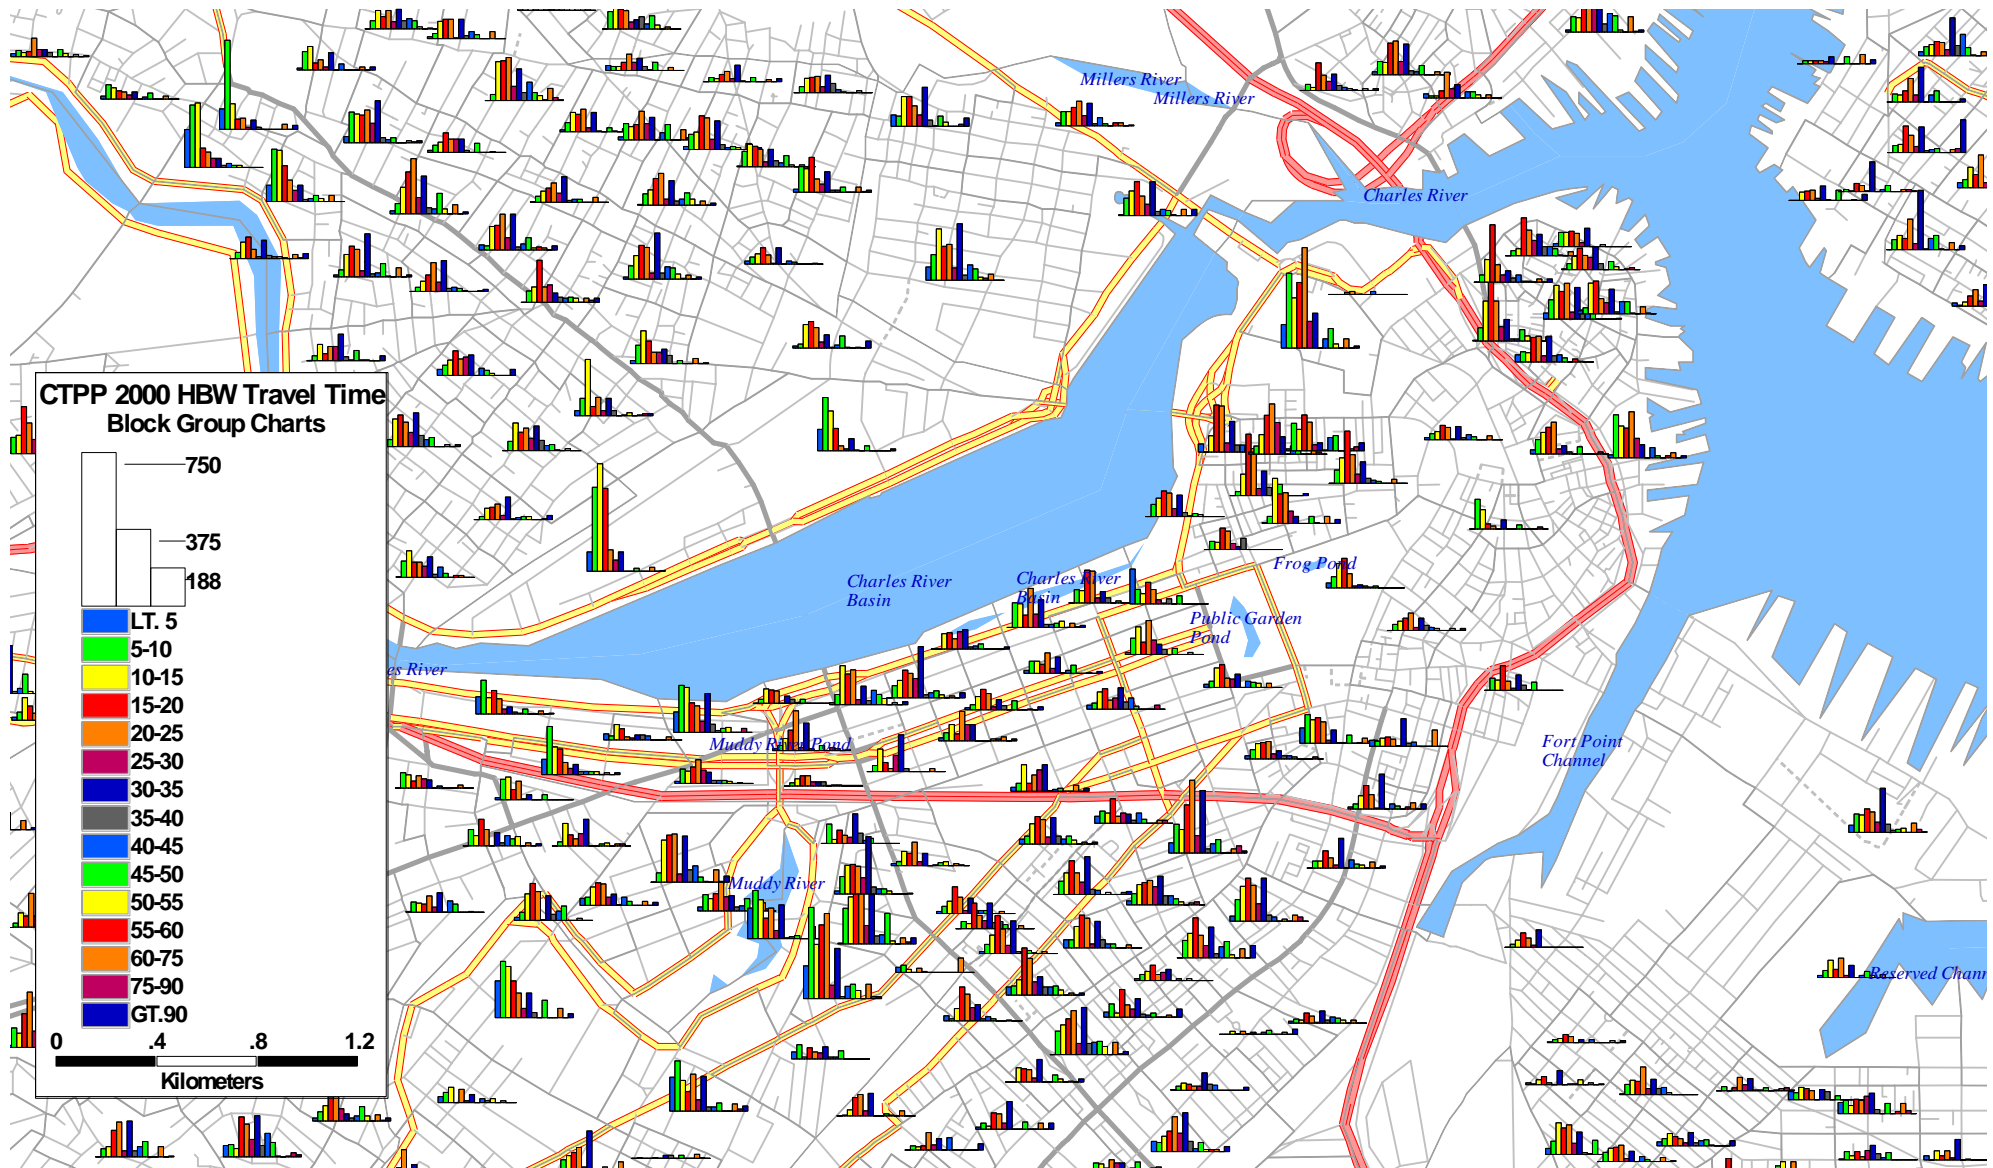 Millers River
Millers River
Charles River
CTPP 2000 HBW Travel Time
Block Group Charts
750
375
188
LT. 5
5-10
10-15
15-20
20-25
25-30
30-35
35-40
40-45
45-50
50-55
55-60
60-75
75-90
GT.90
0 .4 .8 1.2
Kilometers
Frog Pond
Charles River
Basin
Charles River
Basin
Public Garden
Pond
es River
Muddy River Pond
Fort Point
Channel
Muddy River
Reserved Chann